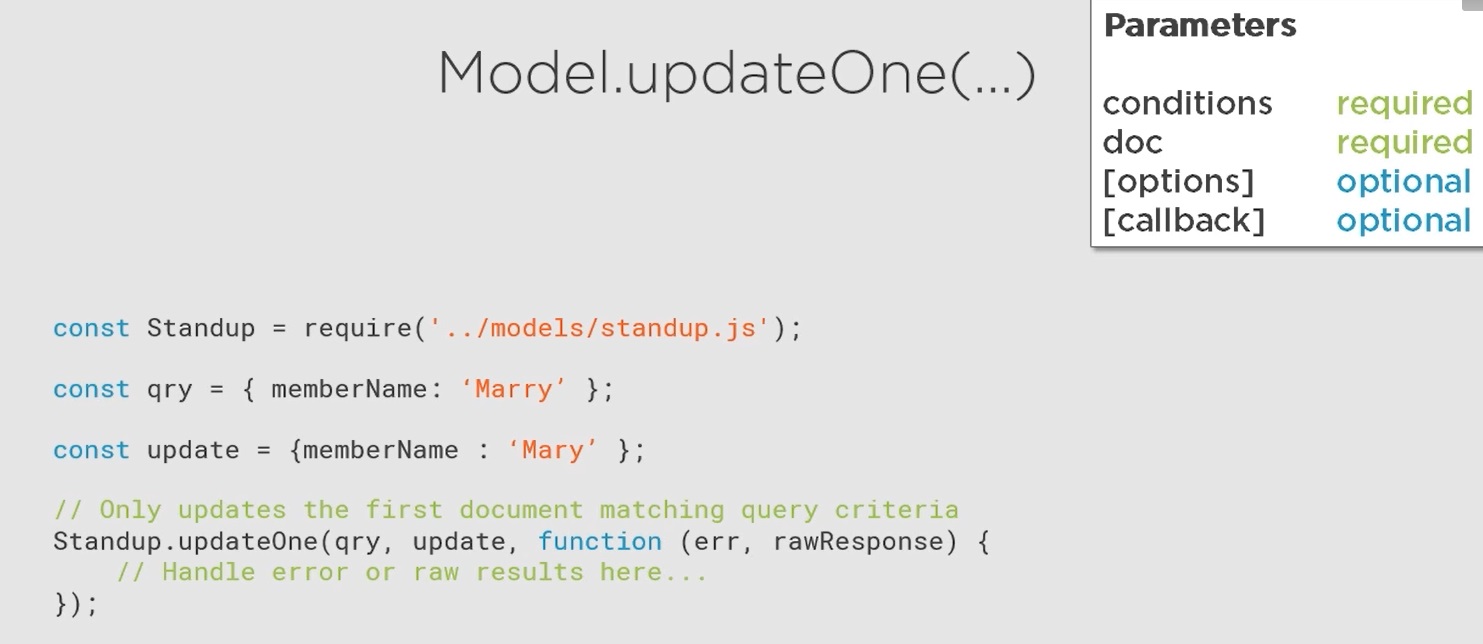 Model.updateOne(...)
Parameters
conditions required
doc required
[options] optional
[callback] optional
const Standup = require('../models/standup.js');
const qry = { memberName: ‘Marry’ };
const update = {memberName : ‘Mary’ };
// Only updates the first document matching query criteria
Standup.updateOne(qry, update, function (err, rawResponse) {
    // Handle error or raw results here...
});